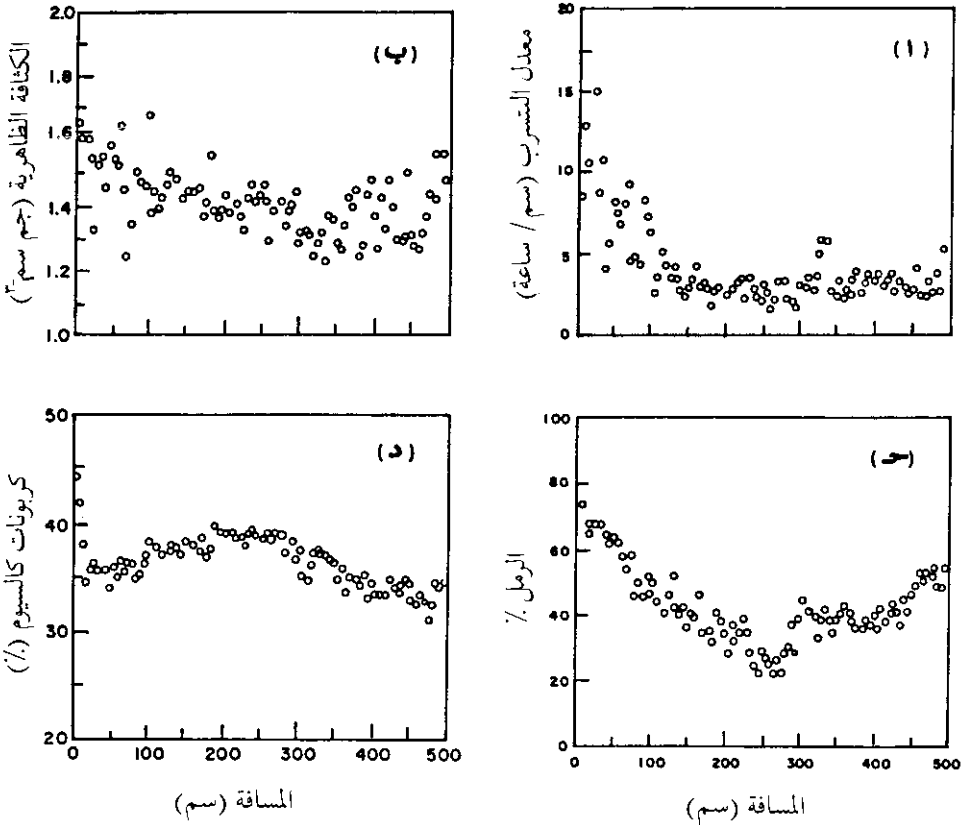 (ا)
معدل التسرب (سم / ساعة)
20
15
10
5
0
(ب)
الكثافة الظاهرية (جم سم-٣)
2.0
1.8
1.6
1.4
1.2
1.0
(حـ)
الرمل %
100
80
60
40
20
0
0 100 200 300 400 500
المسافة (سم)
(د)
كربونات كالسيوم (٪)
50
40
30
20
0 100 200 300 400 500
المسافة (سم)